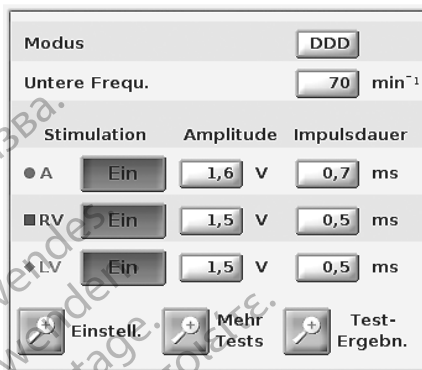 Modus DDD
Untere Frequ. 70 min⁻¹
Stimulation Amplitude Impulsdauer
A Ein 1,6 V 0,7 ms
RV Ein 1,5 V 0,5 ms
LV Ein 1,5 V 0,5 ms
Einstell. Mehr Tests Test-Ergebn.